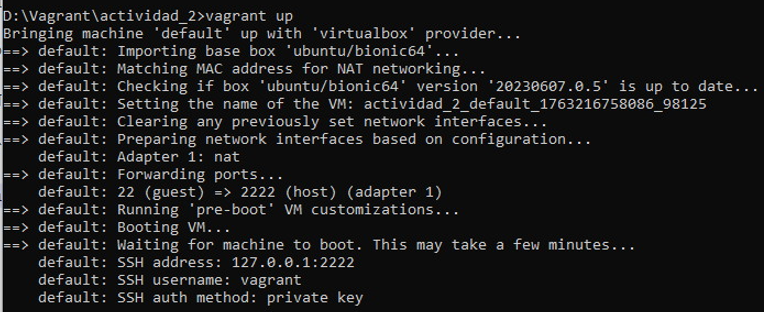 D:\Vagrant\actividad_2>vagrant up
Bringing machine 'default' up with 'virtualbox' provider...
==> default: Importing base box 'ubuntu/bionic64'...
==> default: Matching MAC address for NAT networking...
==> default: Checking if box 'ubuntu/bionic64' version '20230607.0.5' is up to date...
==> default: Setting the name of the VM: actividad_2_default_1763216758086_98125
==> default: Clearing any previously set network interfaces...
==> default: Preparing network interfaces based on configuration...
    default: Adapter 1: nat
==> default: Forwarding ports...
    default: 22 (guest) => 2222 (host) (adapter 1)
==> default: Running 'pre-boot' VM customizations...
==> default: Booting VM...
==> default: Waiting for machine to boot. This may take a few minutes...
    default: SSH address: 127.0.0.1:2222
    default: SSH username: vagrant
    default: SSH auth method: private key